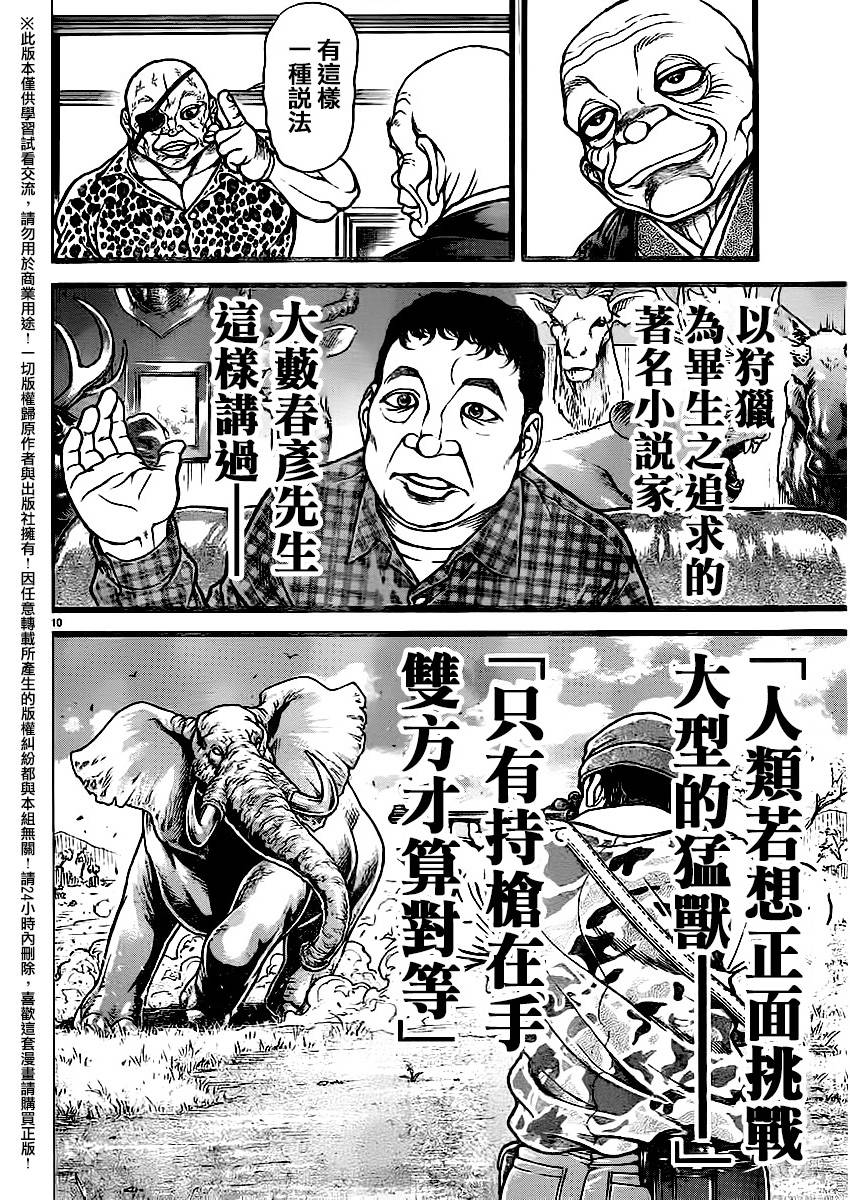 有這樣
一種說法
以狩獵
為畢生之追求的
著名小說家
大藪春彥先生
這樣講過——
10
「人類若想正面挑戰
大型的猛獸——」
「只有持槍在手
雙方才算對等」
※此版本僅供學習試看交流，請勿用於商業用途！一切版權歸原作者與出版社擁有！因任意轉載所產生的版權糾紛都與本組無關！請24小時內刪除，喜歡這套漫畫請購買正版！